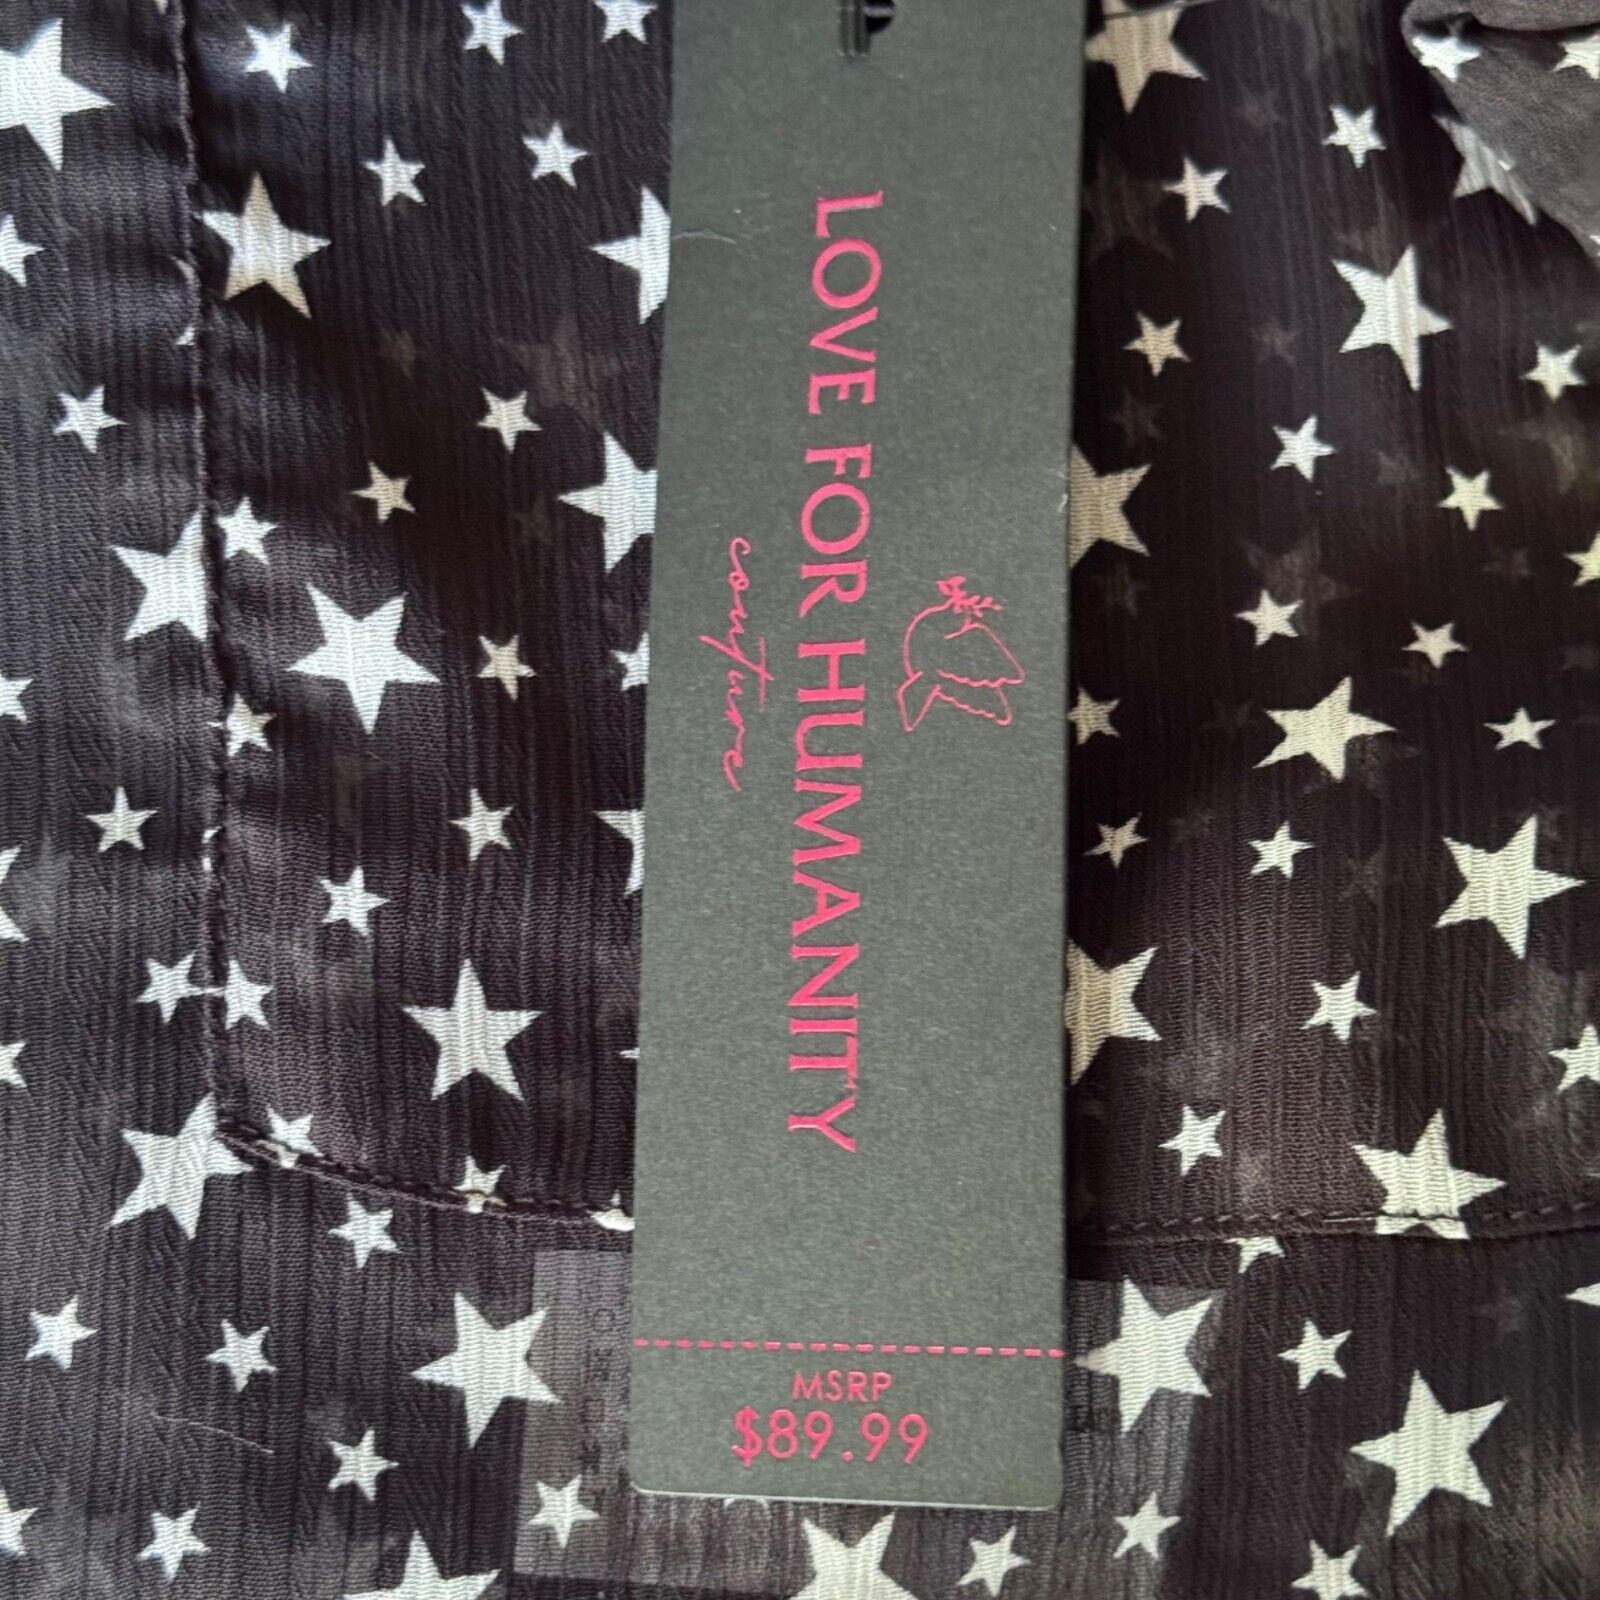 LOVE FOR HUMANITY
couture
MSRP
$89.99